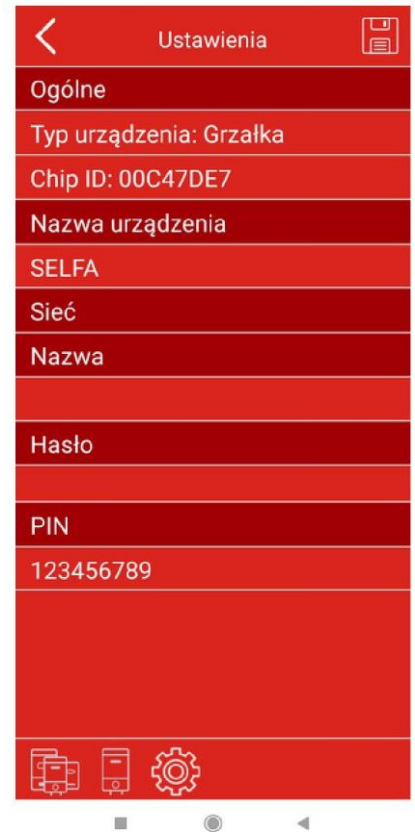 Ustawienia
Ogólne
Typ urządzenia: Grzałka
Chip ID: 00C47DE7
Nazwa urządzenia
SELFA
Sieć
Nazwa
Hasło
PIN
123456789